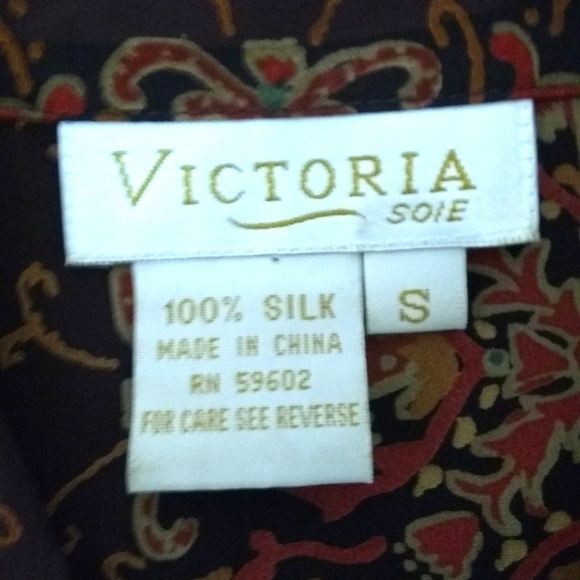 VICTORIA
SOIE
S
100% SILK
MADE IN CHINA
RN 59602
FOR CARE SEE REVERSE